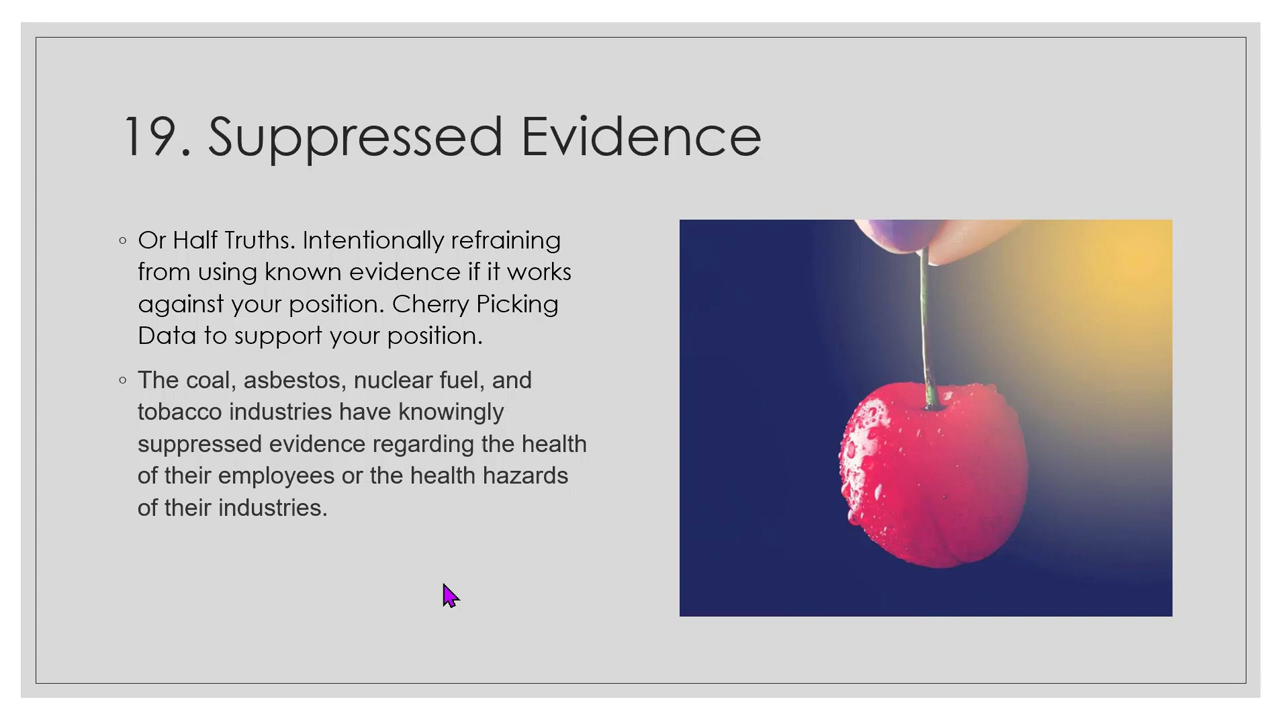 19. Suppressed Evidence
◦ Or Half Truths. Intentionally refraining
from using known evidence if it works
against your position. Cherry Picking
Data to support your position.
◦ The coal, asbestos, nuclear fuel, and
tobacco industries have knowingly
suppressed evidence regarding the health
of their employees or the health hazards
of their industries.